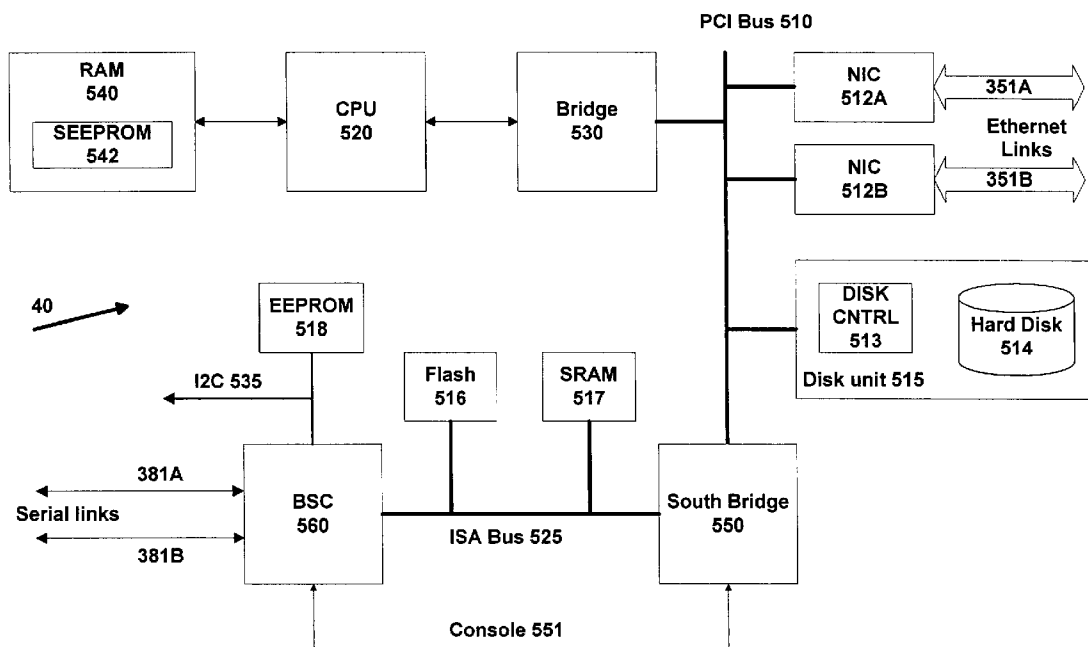 PCI Bus 510
RAM
540
SEEPROM
542
CPU
520
Bridge
530
NIC
512A
351A
Ethernet
Links
NIC
512B
351B
40
EEPROM
518
DISK
CNTRL
513
Hard Disk
514
Disk unit 515
I2C 535
Flash
516
SRAM
517
381A
Serial links
381B
BSC
560
ISA Bus 525
South Bridge
550
Console 551